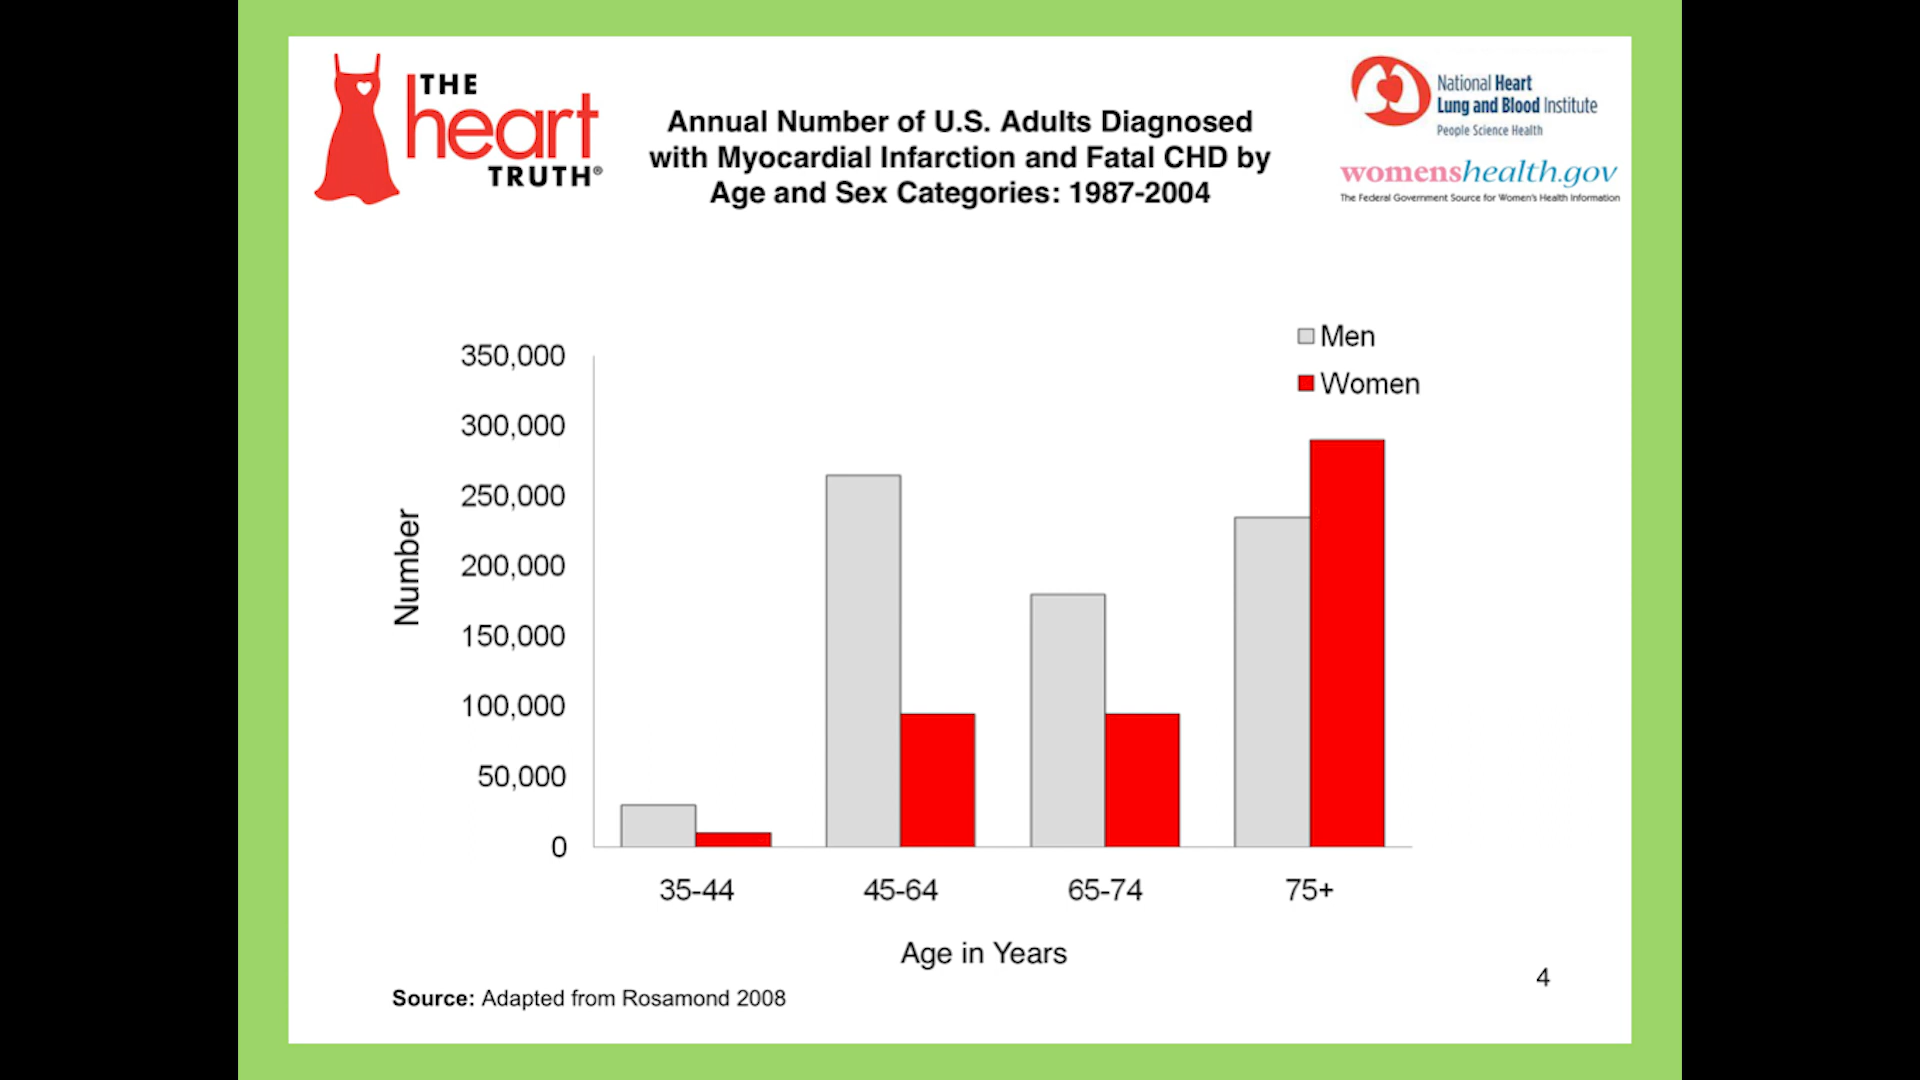 THE
heart
TRUTH®
Annual Number of U.S. Adults Diagnosed
with Myocardial Infarction and Fatal CHD by
Age and Sex Categories: 1987-2004
National Heart
Lung and Blood Institute
People Science Health
womenshealth.gov
The Federal Government Source for Women's Health Information
Men
Women
350,000
300,000
250,000
200,000
150,000
100,000
50,000
0
Number
35-44 45-64 65-74 75+
Age in Years
4
Source: Adapted from Rosamond 2008